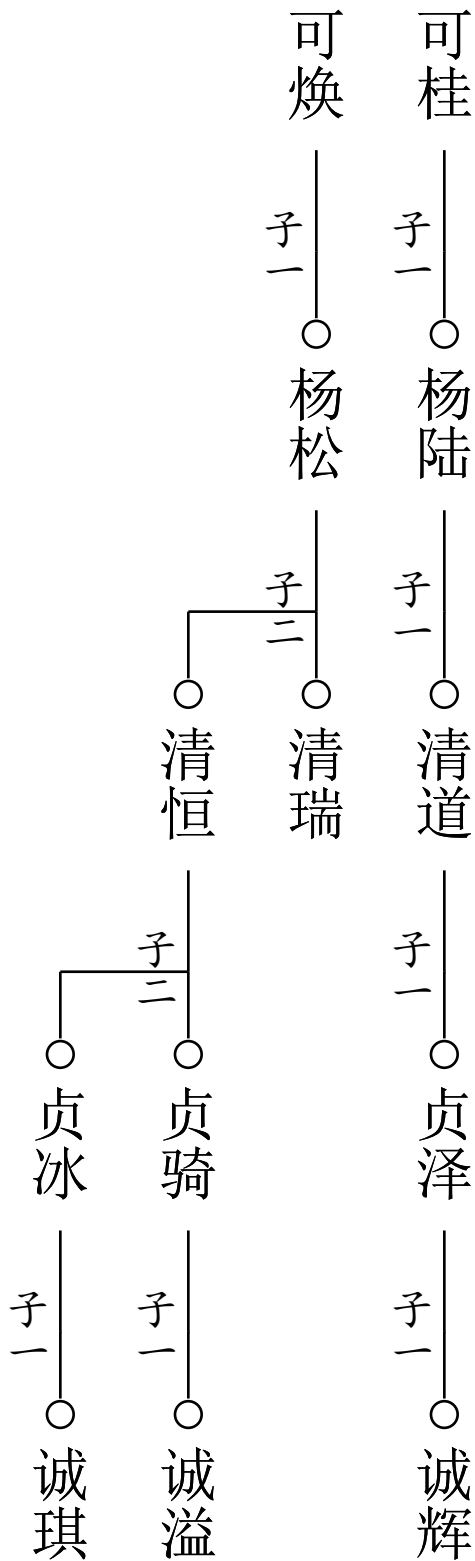 可桂
子一
杨陆
子一
清道
子一
贞泽
子一
诚辉
可焕
子一
杨松
子二
清瑞
清恒
子二
贞骑
子一
诚溢
贞冰
子一
诚琪